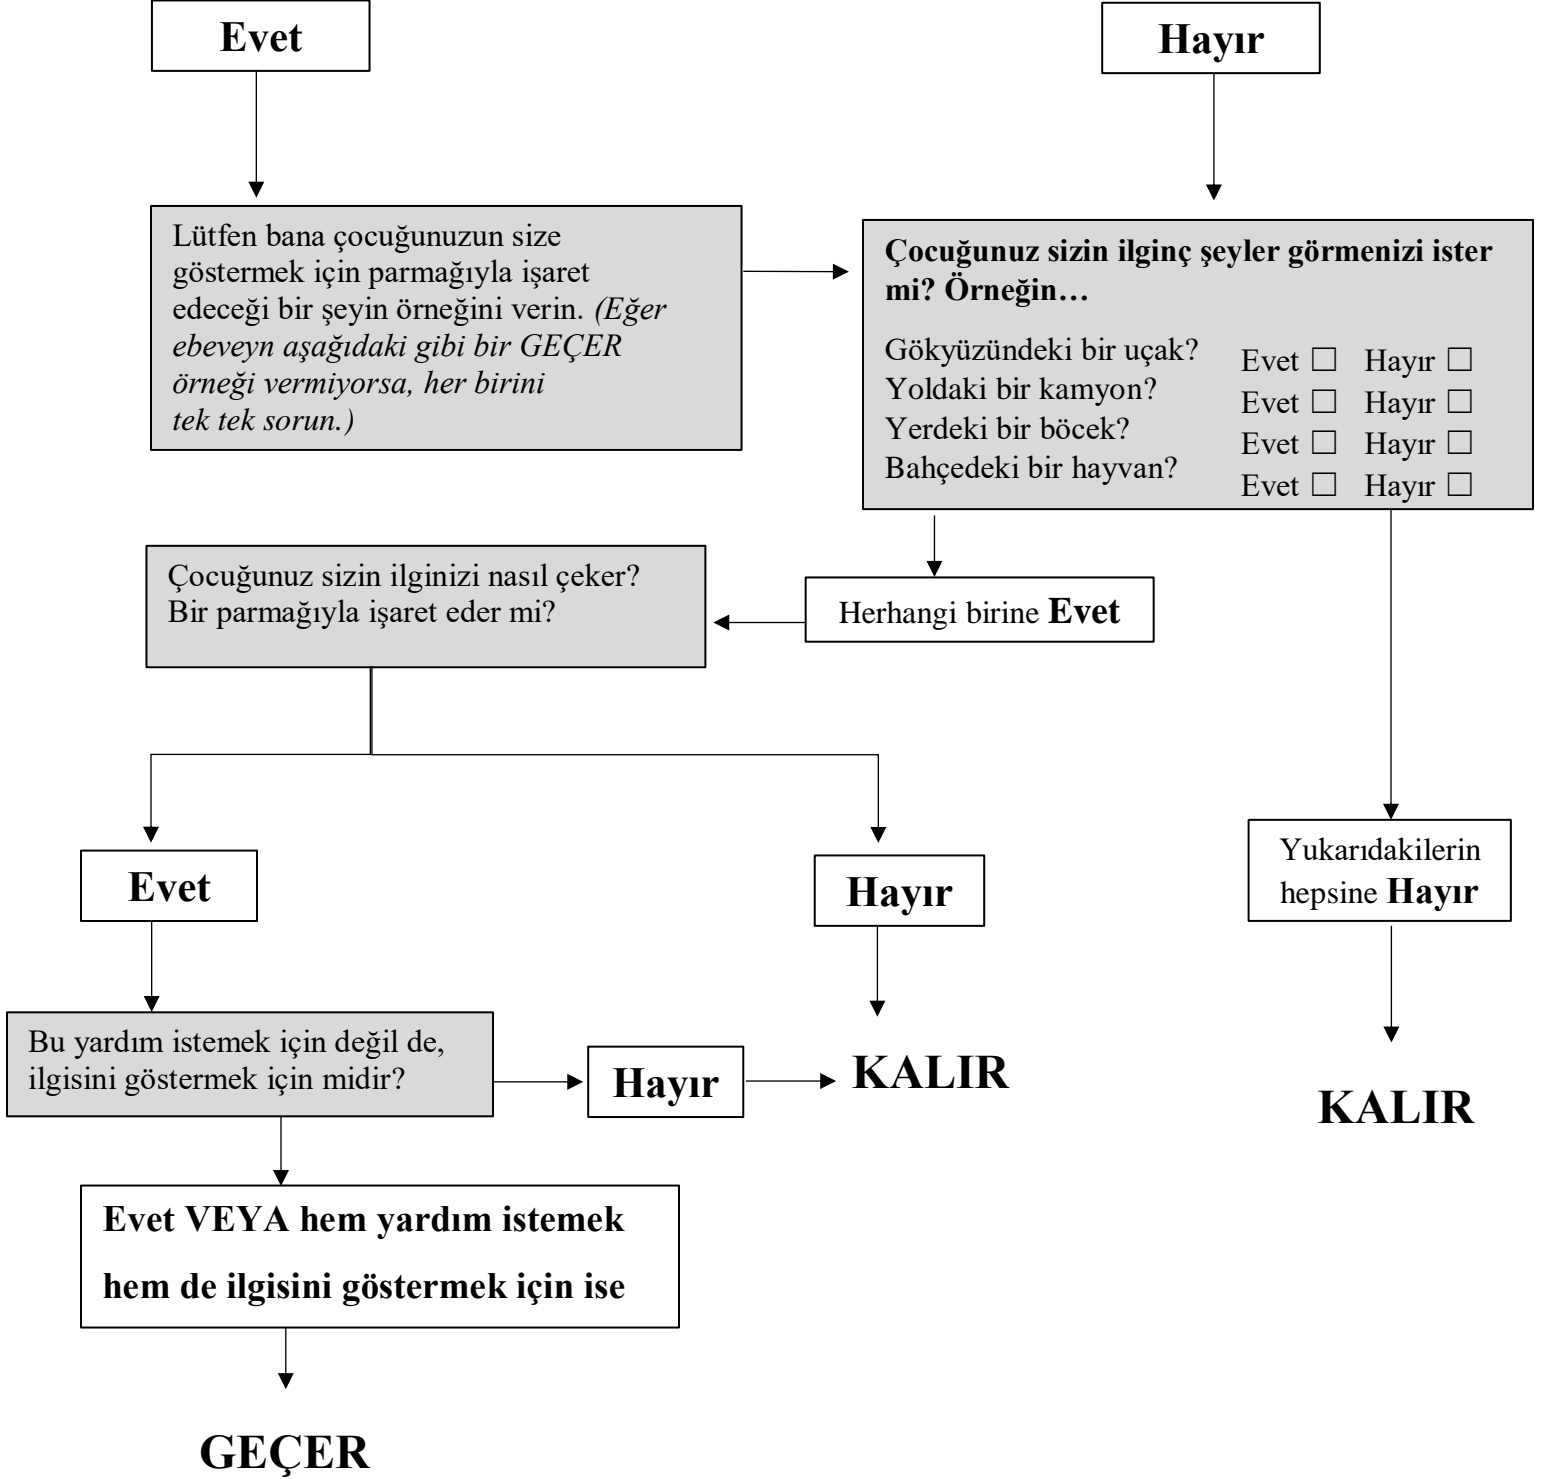 Evet
Hayır
Lütfen bana çocuğunuzun size
göstermek için parmağıyla işaret
edeceği bir şeyin örneğini verin. (Eğer
ebeveyn aşağıdaki gibi bir GEÇER
örneği vermiyorsa, her birini
tek tek sorun.)
Çocuğunuz sizin ilginç şeyler görmenizi ister
mi? Örneğin…
Gökyüzündeki bir uçak? Evet ☐ Hayır ☐
Yoldaki bir kamyon? Evet ☐ Hayır ☐
Yerdeki bir böcek? Evet ☐ Hayır ☐
Bahçedeki bir hayvan? Evet ☐ Hayır ☐
Çocuğunuz sizin ilginizi nasıl çeker?
Bir parmağıyla işaret eder mi?
Herhangi birine Evet
Evet
Hayır
Yukarıdakilerin
hepsine Hayır
Bu yardım istemek için değil de,
ilgisini göstermek için midir?
Hayır
KALIR
KALIR
Evet VEYA hem yardım istemek
hem de ilgisini göstermek için ise
GEÇER